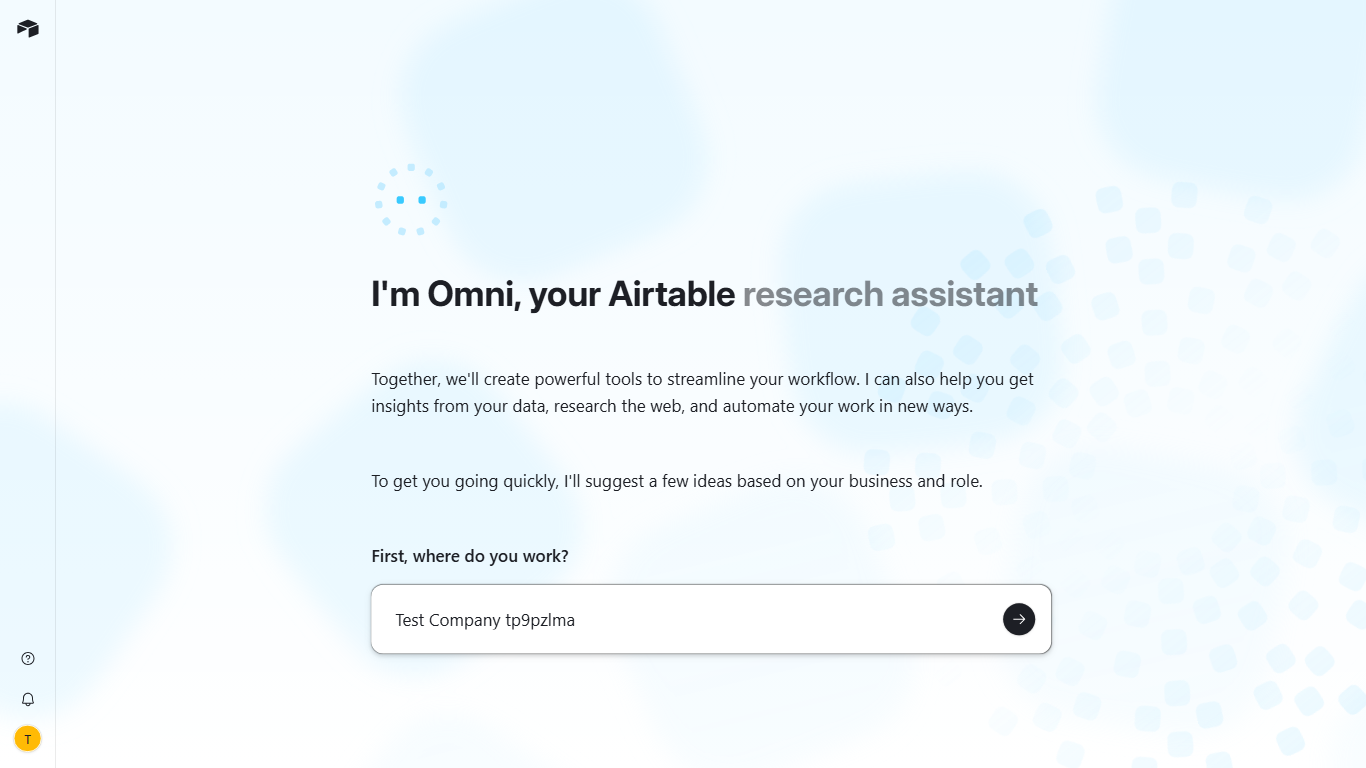 I'm Omni, your Airtable research assistant
Together, we'll create powerful tools to streamline your workflow. I can also help you get
insights from your data, research the web, and automate your work in new ways.
To get you going quickly, I'll suggest a few ideas based on your business and role.
First, where do you work?
Test Company tp9pzlma
T